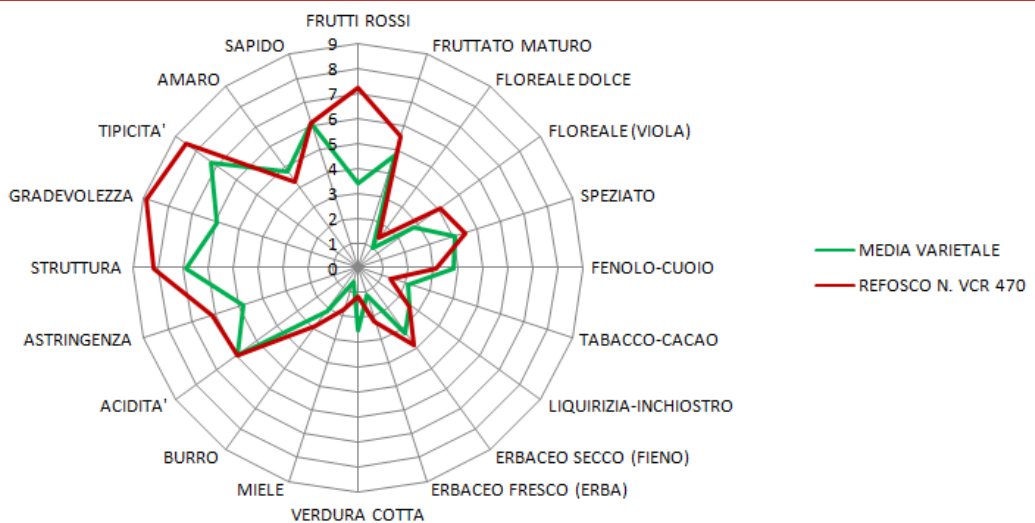 FRUTTI ROSSI
FRUTTATO MATURO
FLOREALE DOLCE
FLOREALE (VIOLA)
SPEZIATO
FENOLO-CUOIO
TABACCO-CACAO
LIQUIRIZIA-INCHIOSTRO
ERBACEO SECCO (FIENO)
ERBACEO FRESCO (ERBA)
VERDURA COTTA
MIELE
BURRO
ACIDITA'
ASTRINGENZA
STRUTTURA
GRADEVOLEZZA
TIPICITA'
AMARO
SAPIDO
9
8
7
6
5
4
3
2
1
0
MEDIA VARIETALE
REFOSCO N. VCR 470